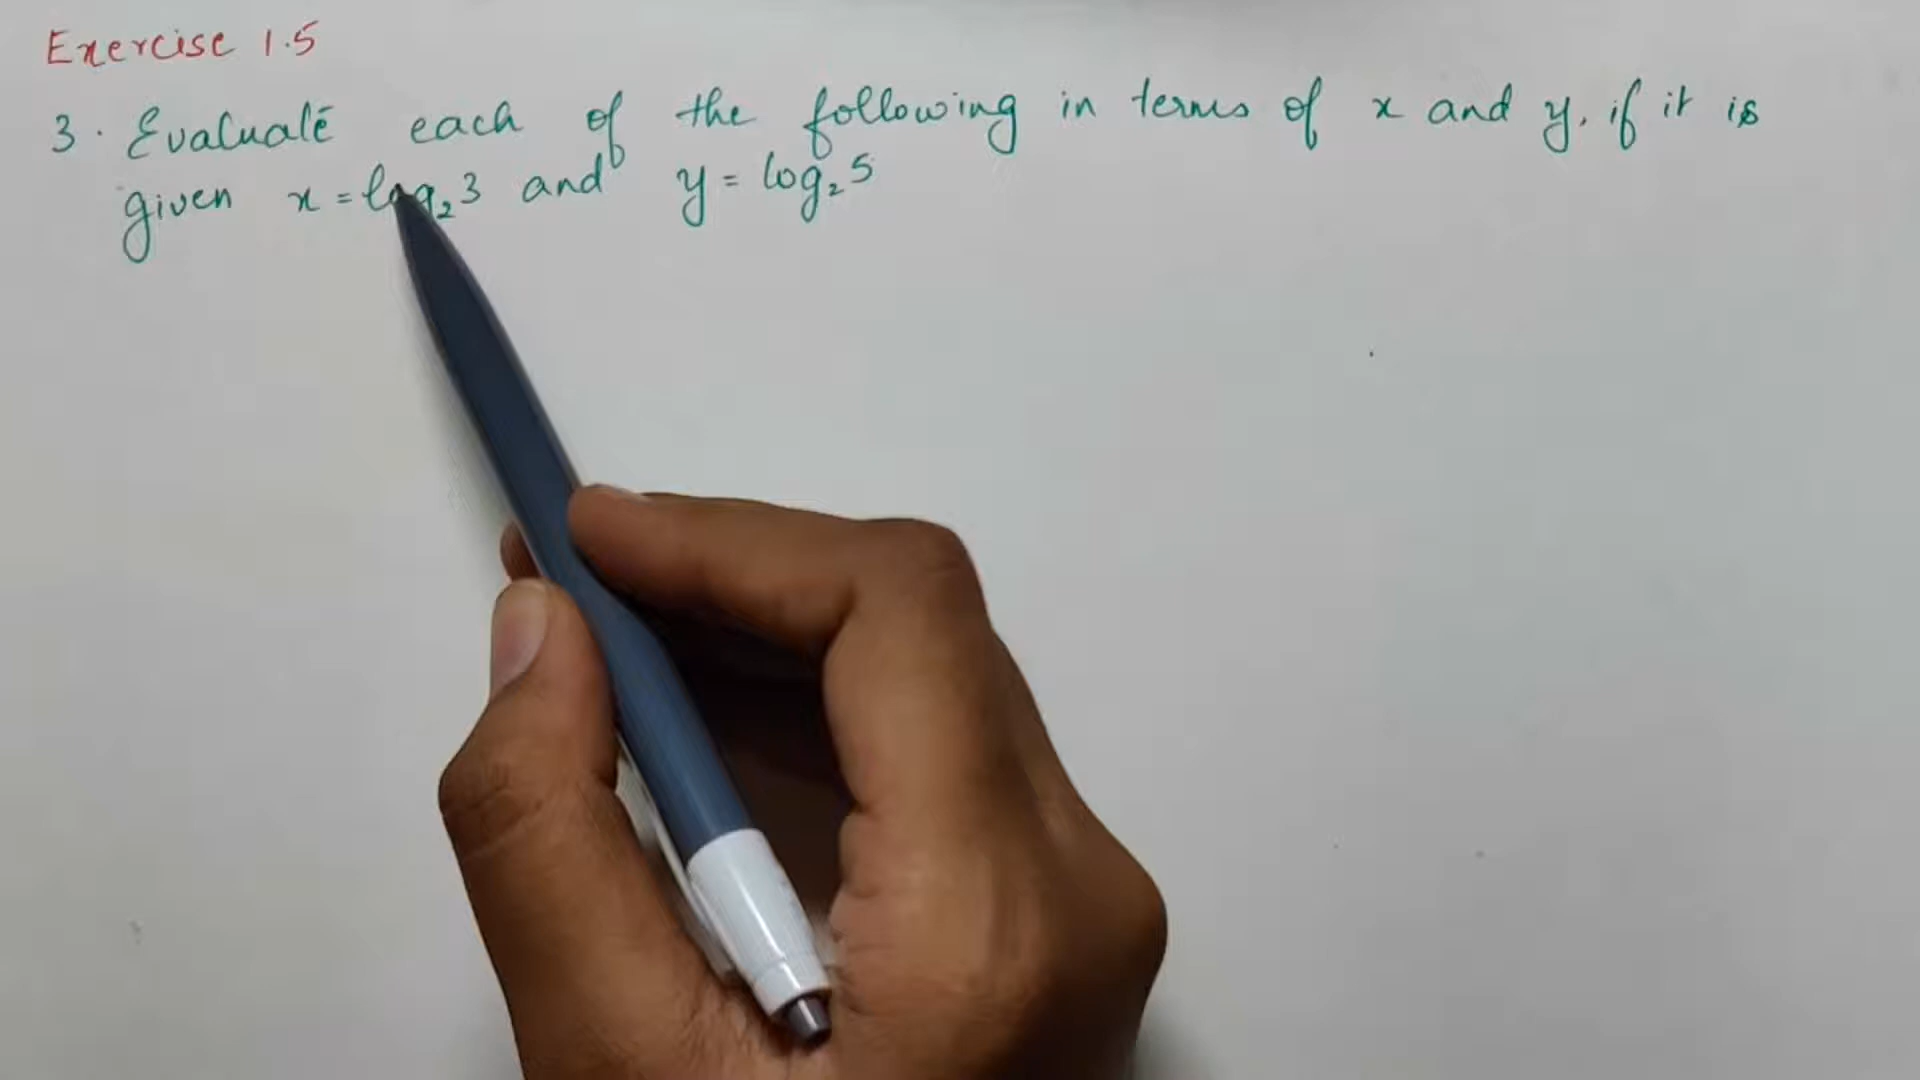 Exercise 1.5
3. Evaluate each of the following in terms of x and y, if it is
given x = log₂3 and y = log₂5